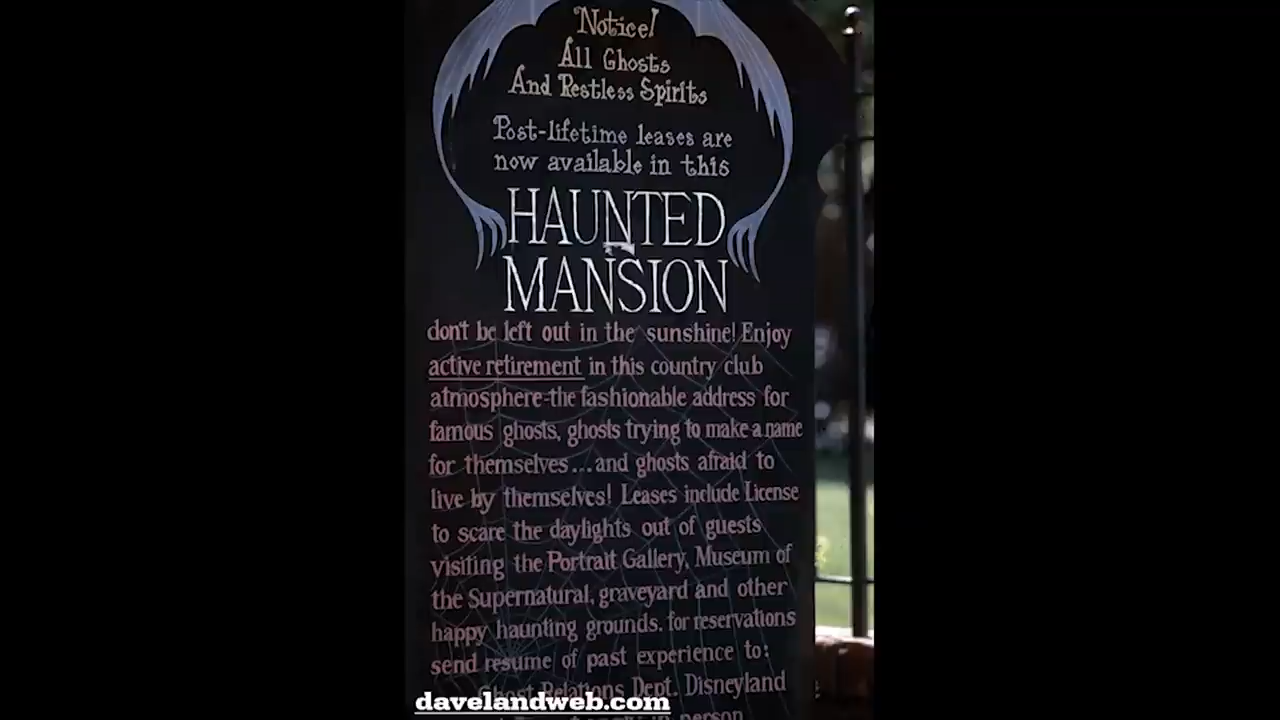 Notice!
All Ghosts
And Restless Spirits
Post-lifetime leases are
now available in this
HAUNTED
MANSION
don't be left out in the sunshine! Enjoy
active retirement in this country club
atmosphere-the fashionable address for
famous ghosts, ghosts trying to make a name
for themselves...and ghosts afraid to
live by themselves! Leases include License
to scare the daylights out of guests
visiting the Portrait Gallery, Museum of
the Supernatural, graveyard and other
happy haunting grounds. for reservations
send resume of past experience to:
Ghost Relations Dept. Disneyland
person
davelandweb.com